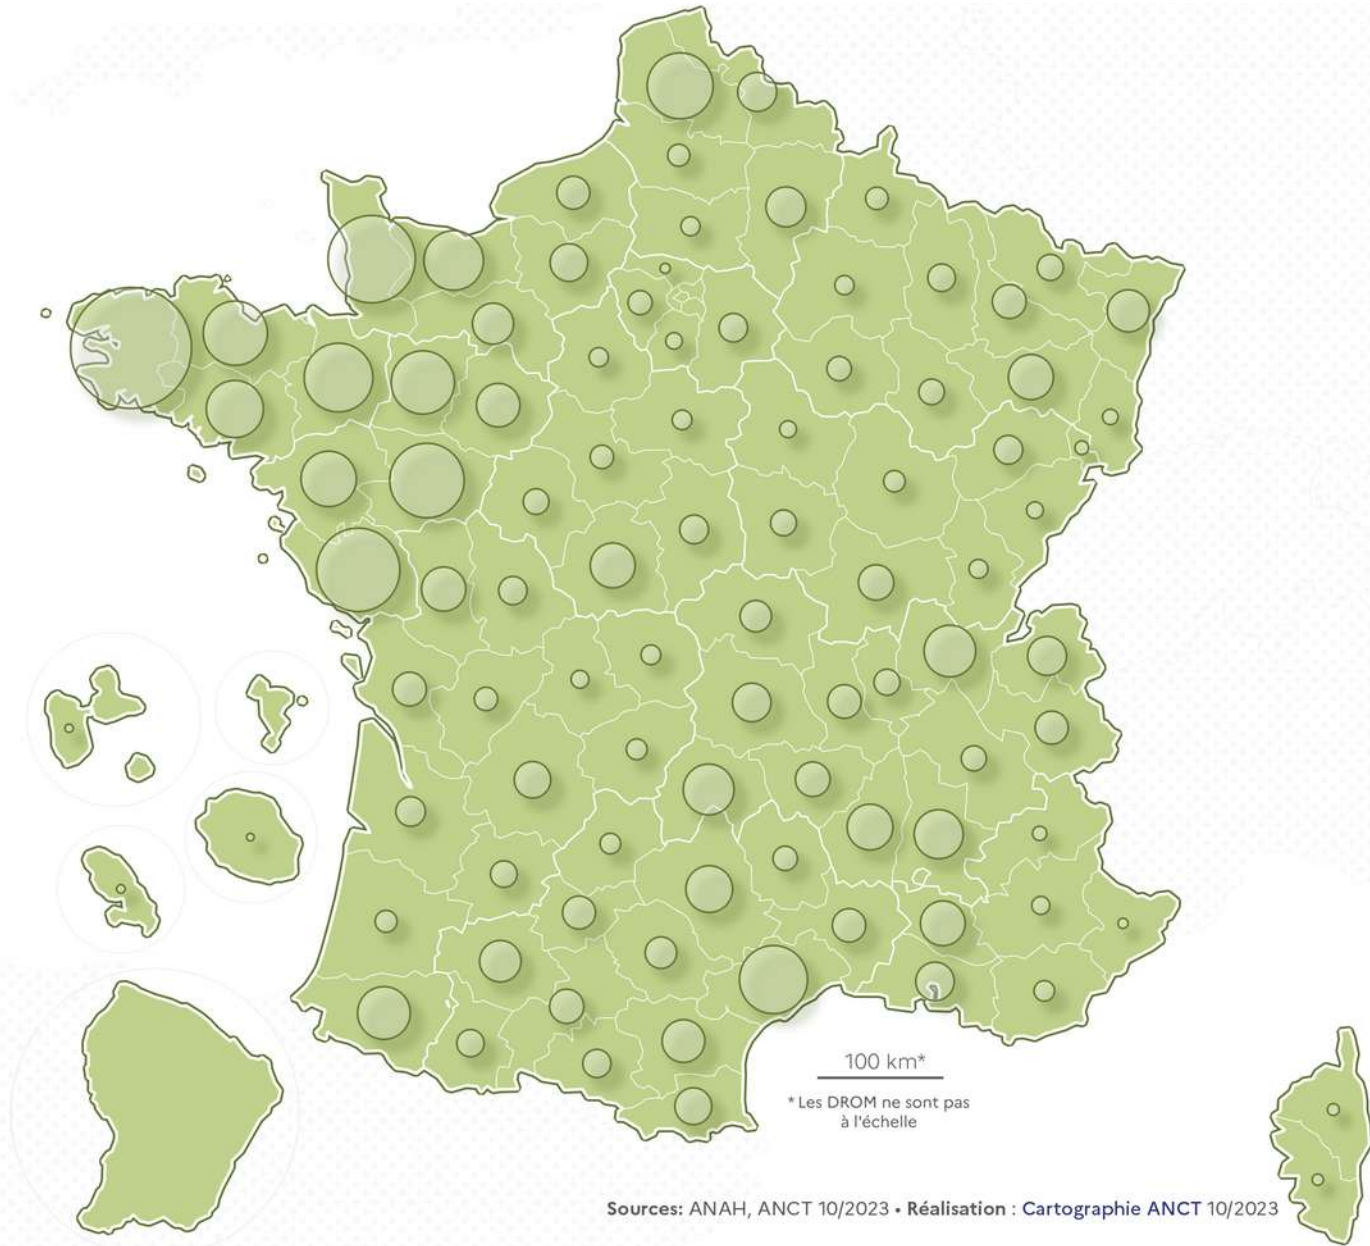 100 km*
* Les DROM ne sont pas
à l'échelle
Sources: ANAH, ANCT 10/2023 • Réalisation : Cartographie ANCT 10/2023